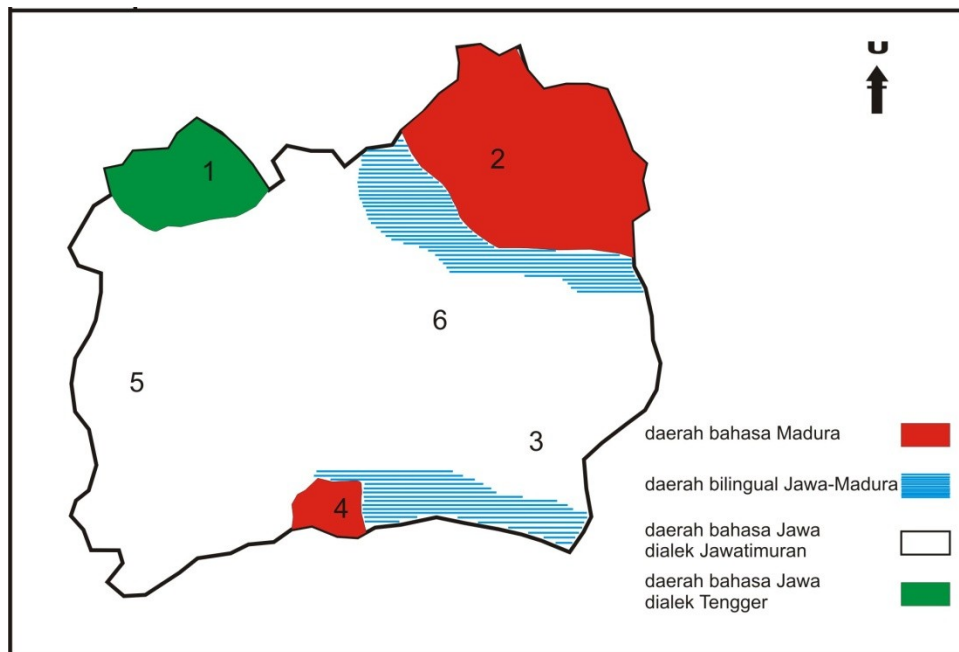 U
1
2
6
5
3
4
daerah bahasa Madura
daerah bilingual Jawa-Madura
daerah bahasa Jawa
dialek Jawatimuran
daerah bahasa Jawa
dialek Tengger